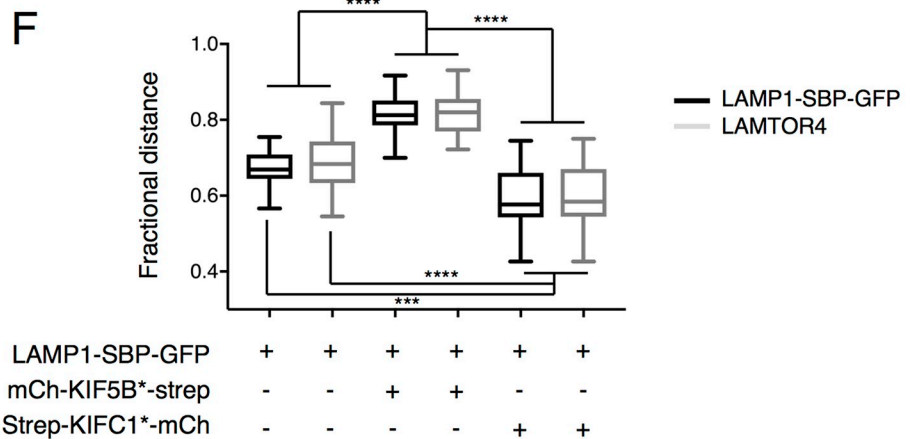 F
****
****
1.0
0.8
0.6
0.4
Fractional distance
LAMP1-SBP-GFP
LAMTOR4
****
***
LAMP1-SBP-GFP + + + + + +
mCh-KIF5B*-strep - - + + - -
Strep-KIFC1*-mCh - - - - + +